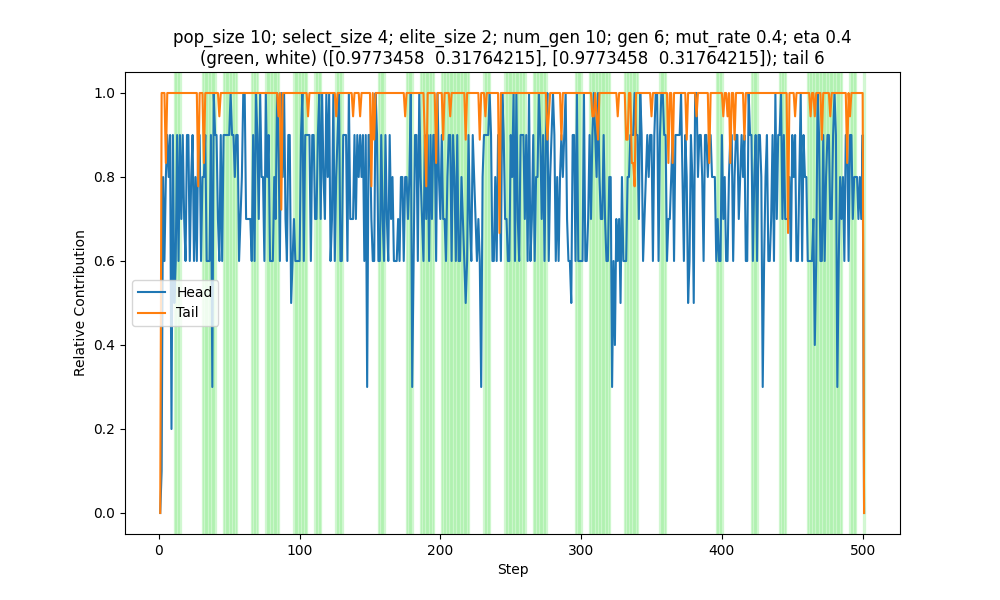 pop_size 10; select_size 4; elite_size 2; num_gen 10; gen 6; mut_rate 0.4; eta 0.4
(green, white) ([0.9773458  0.31764215], [0.9773458  0.31764215]); tail 6
1.0
0.8
0.6
0.4
0.2
0.0
Relative Contribution
Head
Tail
0
100
200
300
400
500
Step